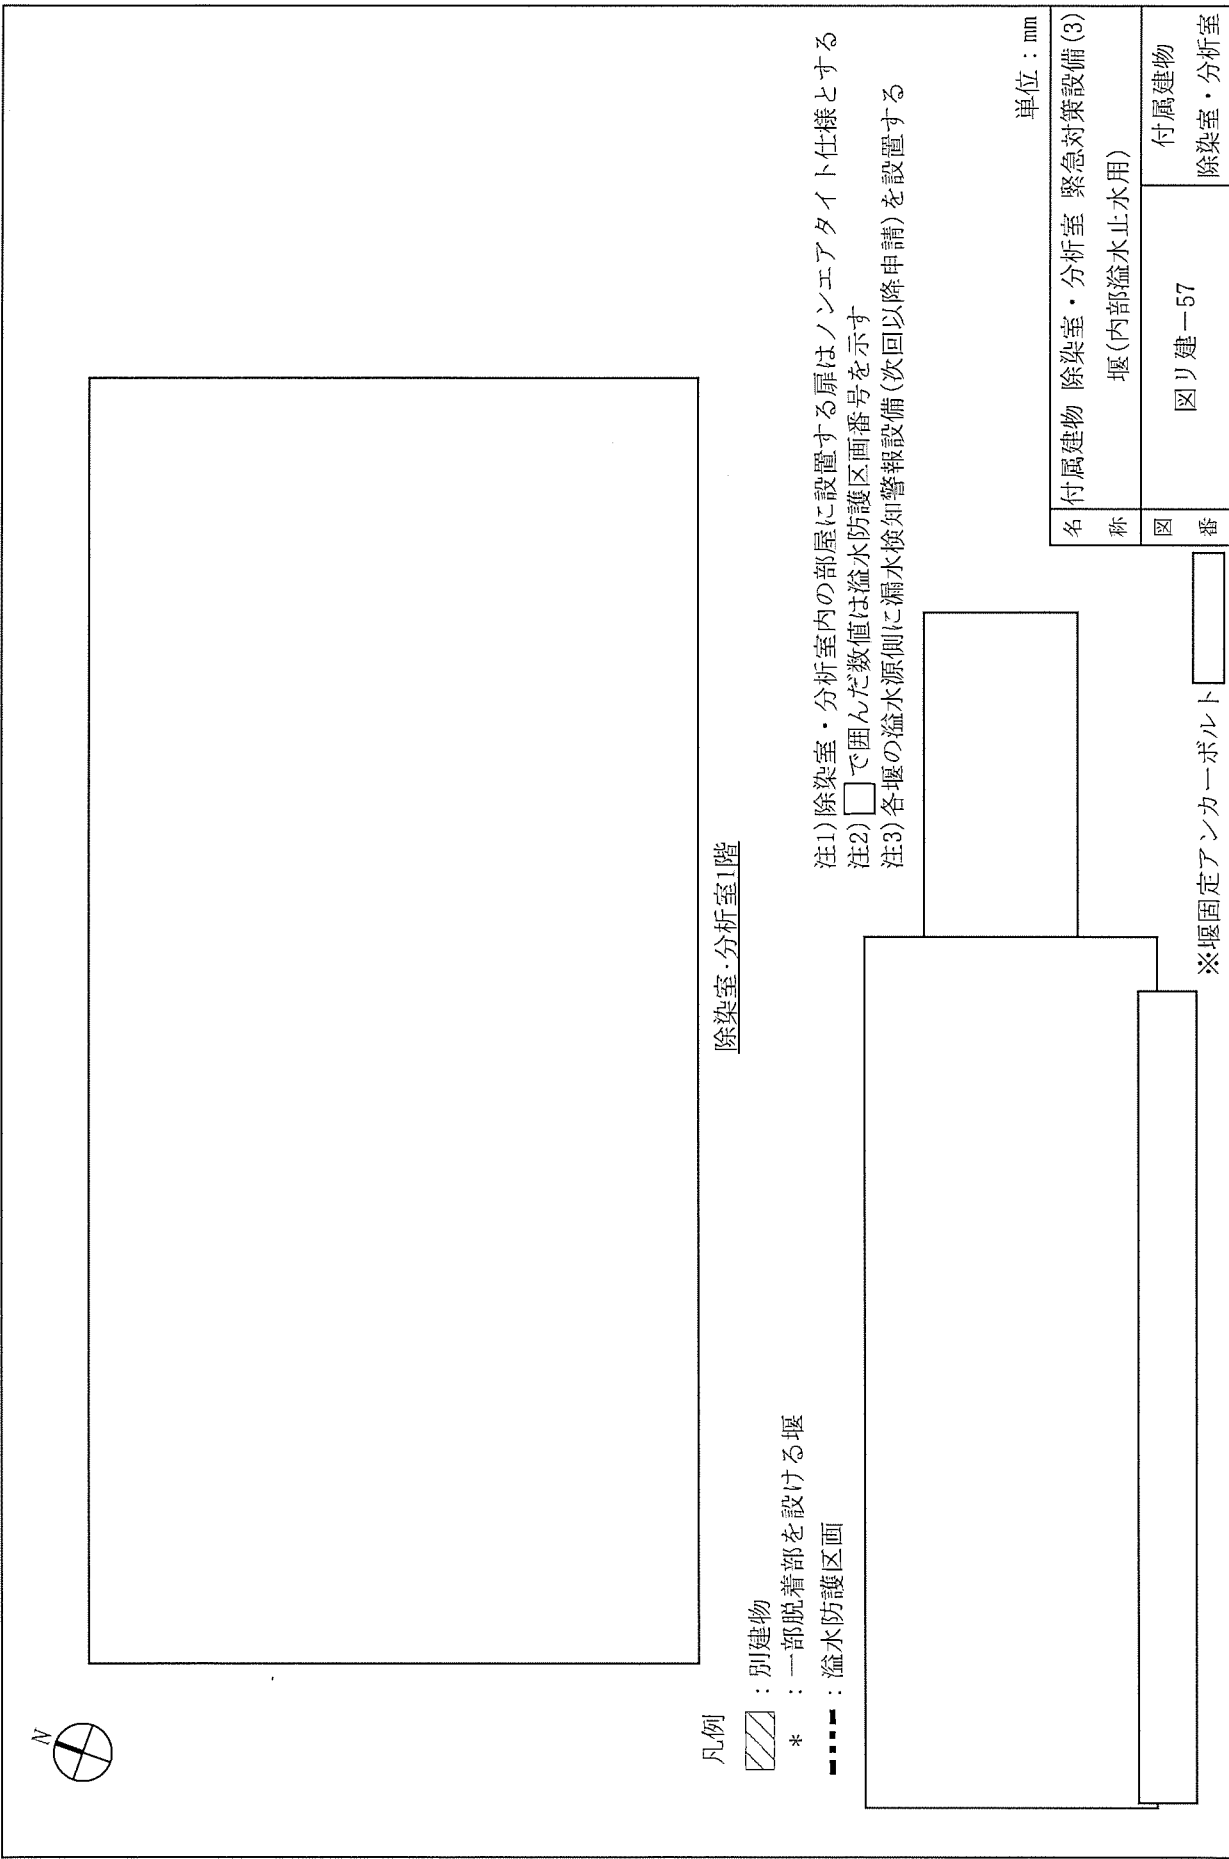 N
除染室・分析室1階
凡例
：別建物
*：一部脱着部を設ける堰
：溢水防護区画
注1)除染室・分析室内の部屋に設置する扉はノンエアタイト仕様とする
注2)□で囲んだ数値は溢水防護区画番号を示す
注3)各堰の溢水源側に漏水検知警報設備(次回以降申請)を設置する
※堰固定アンカーボルト
単位：mm
名称
付属建物 除染室・分析室 緊急対策設備(3)
堰(内部溢水止水用)
図番
図リ建－57
付属建物
除染室・分析室